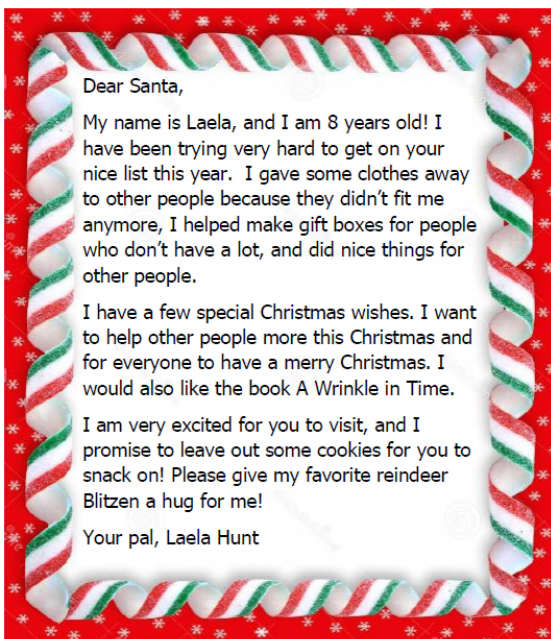 Dear Santa,
My name is Laela, and I am 8 years old! I
have been trying very hard to get on your
nice list this year.  I gave some clothes away
to other people because they didn't fit me
anymore, I helped make gift boxes for people
who don't have a lot, and did nice things for
other people.
I have a few special Christmas wishes. I want
to help other people more this Christmas and
for everyone to have a merry Christmas. I
would also like the book A Wrinkle in Time.
I am very excited for you to visit, and I
promise to leave out some cookies for you to
snack on! Please give my favorite reindeer
Blitzen a hug for me!
Your pal, Laela Hunt